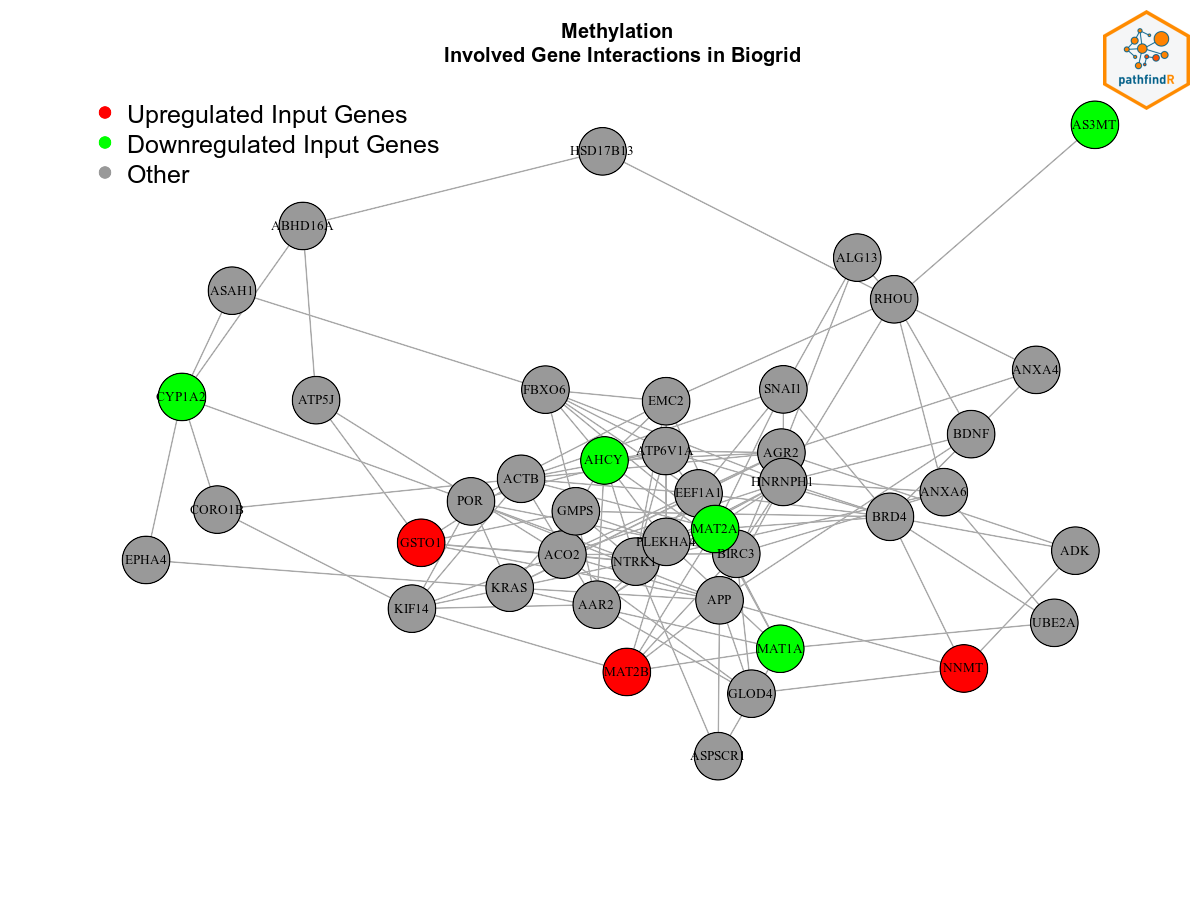 Methylation
Involved Gene Interactions in Biogrid
pathfindR
Upregulated Input Genes
Downregulated Input Genes
Other
AS3MT
HSD17B13
ABHD16A
ALG13
ASAH1
RHOU
ANXA4
CYP1A2
ATP5J
FBXO6
EMC2
SNAI1
BDNF
AHCY
ATP6V1A
AGR2
ACTB
HNRNPH1
EEF1A1
ANXA6
POR
CORO1B
GMPS
BRD4
MAT2A
GSTO1
PLEKHA4
ACO2
BIRC3
ADK
EPHA4
NTRK1
KRAS
APP
KIF14
AAR2
UBE2A
MAT1A
MAT2B
NNMT
GLOD4
ASPSCR1